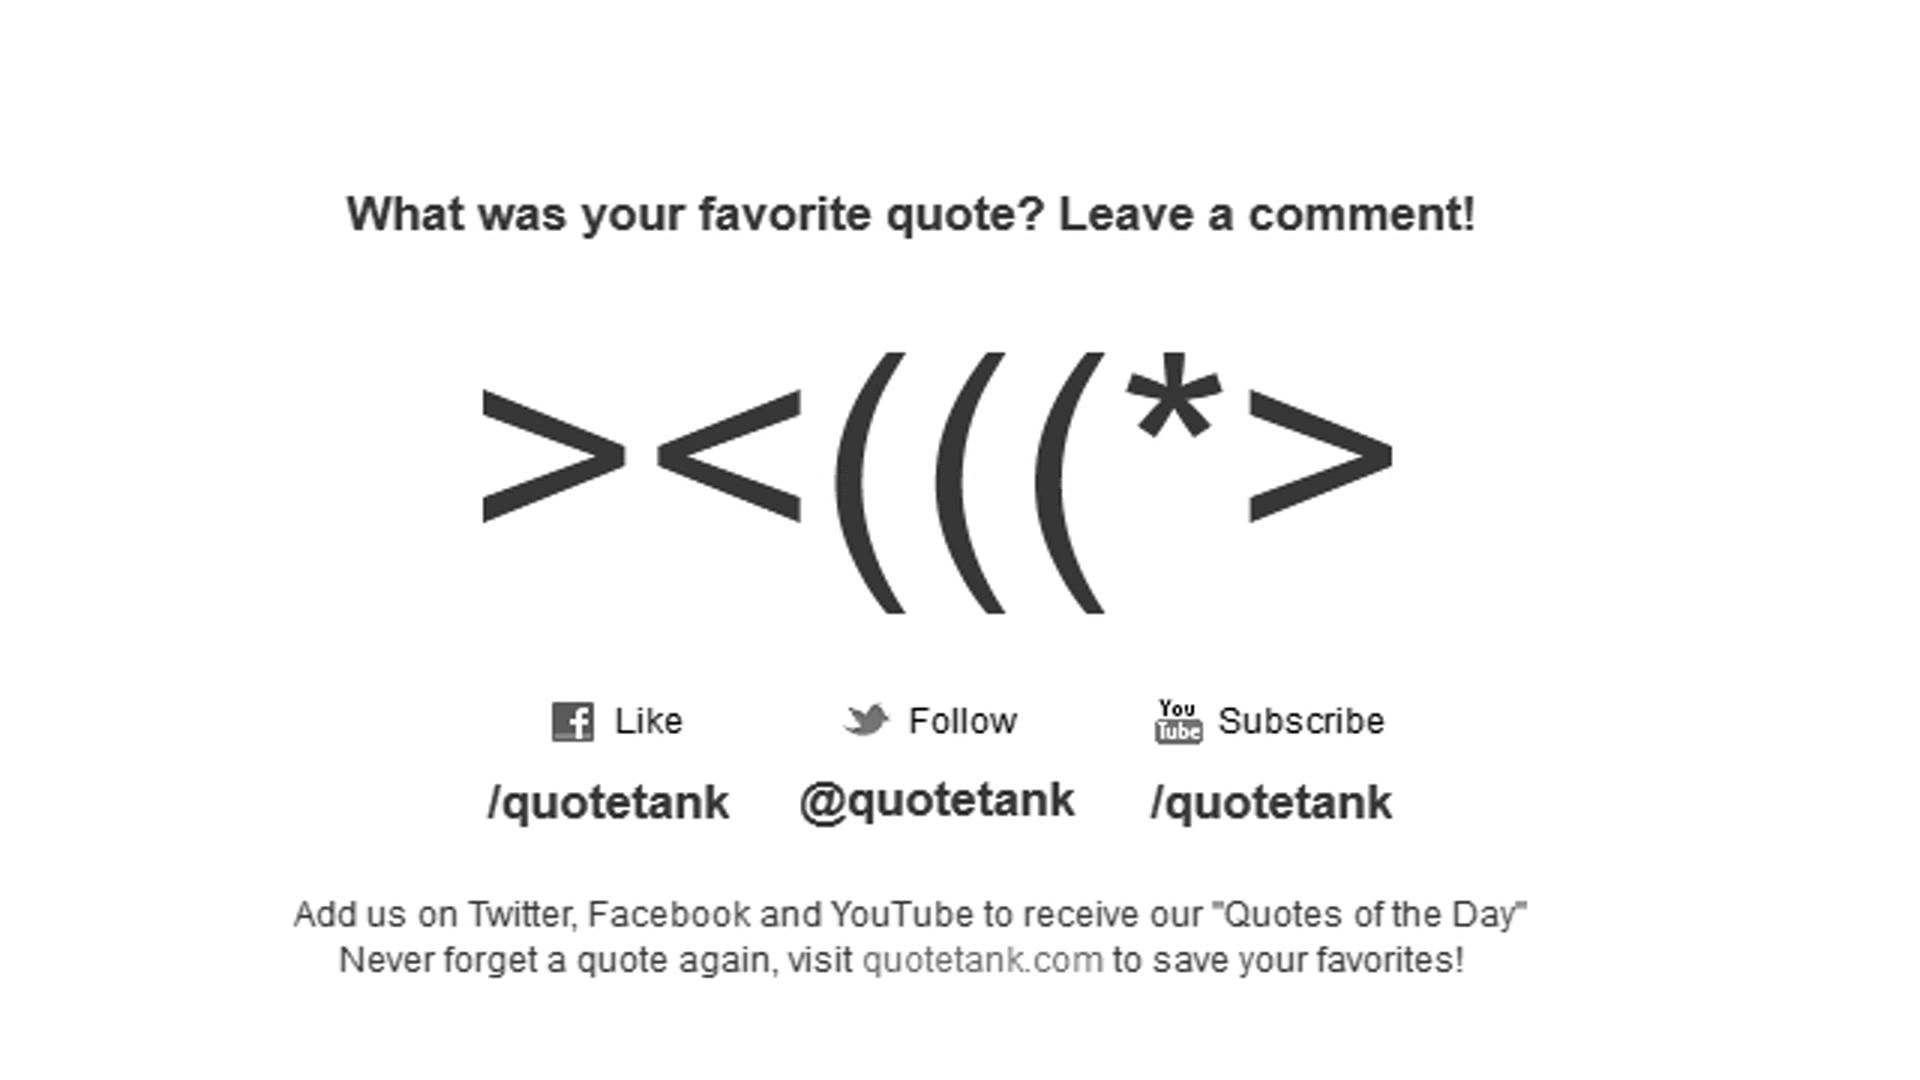 What was your favorite quote? Leave a comment!
><(((*>
f Like Follow You Tube Subscribe
/quotetank @quotetank /quotetank
Add us on Twitter, Facebook and YouTube to receive our "Quotes of the Day"
Never forget a quote again, visit quotetank.com to save your favorites!